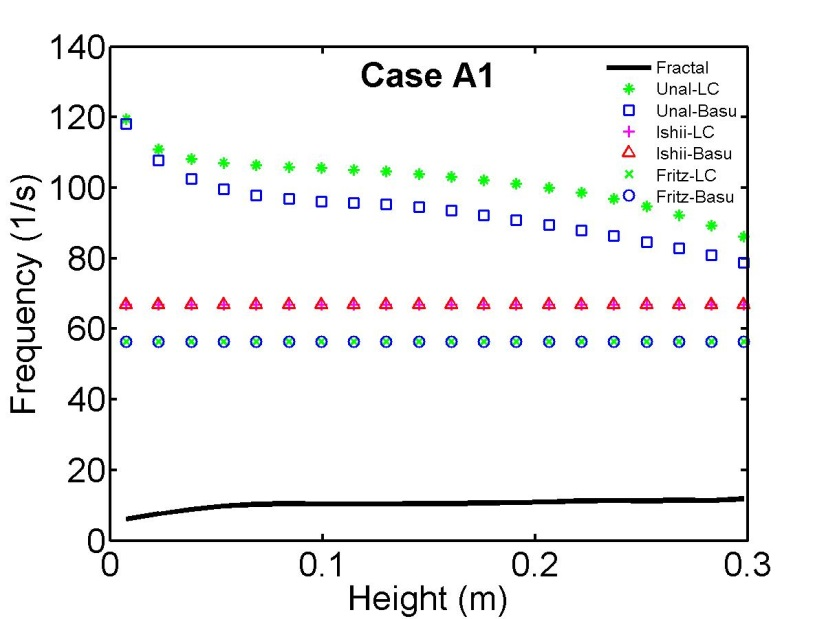 140
120
100
80
60
40
20
0
Frequency (1/s)
Case A1
Fractal
Unal-LC
Unal-Basu
Ishii-LC
Ishii-Basu
Fritz-LC
Fritz-Basu
0 0.1 0.2 0.3
Height (m)